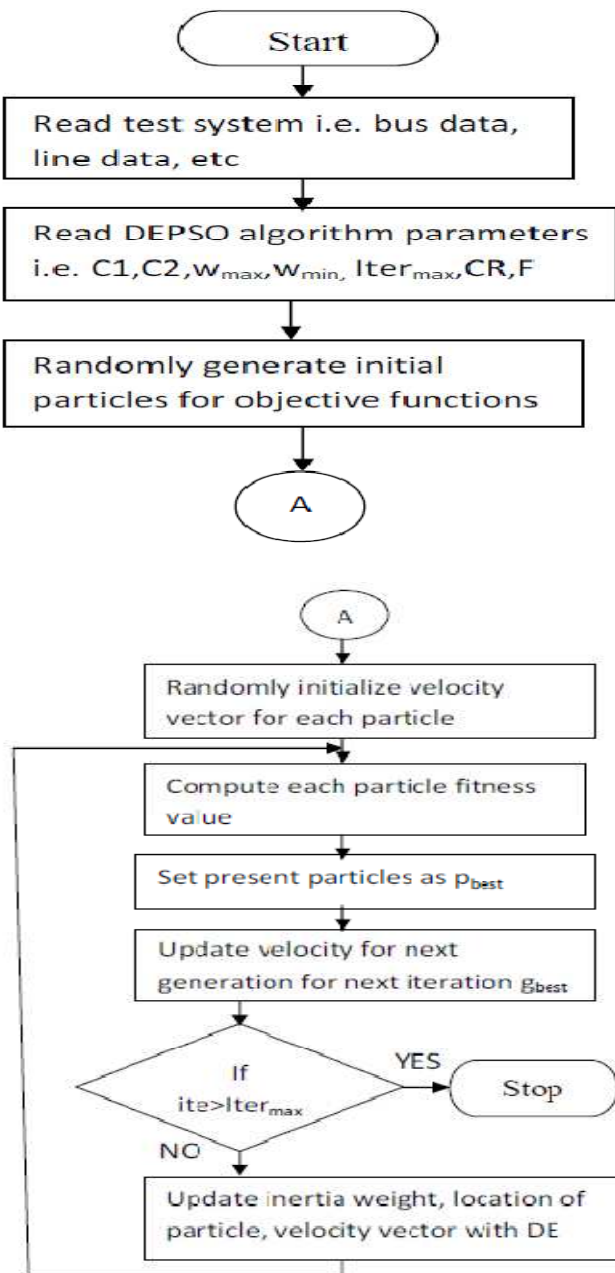 Start
Read test system i.e. bus data,
line data, etc
Read DEPSO algorithm parameters
i.e. C1,C2,wmax,wmin, Itermax,CR,F
Randomly generate initial
particles for objective functions
A
A
Randomly initialize velocity
vector for each particle
Compute each particle fitness
value
Set present particles as pbest
Update velocity for next
generation for next iteration gbest
If
ite>Itermax
YES
Stop
NO
Update inertia weight, location of
particle, velocity vector with DE